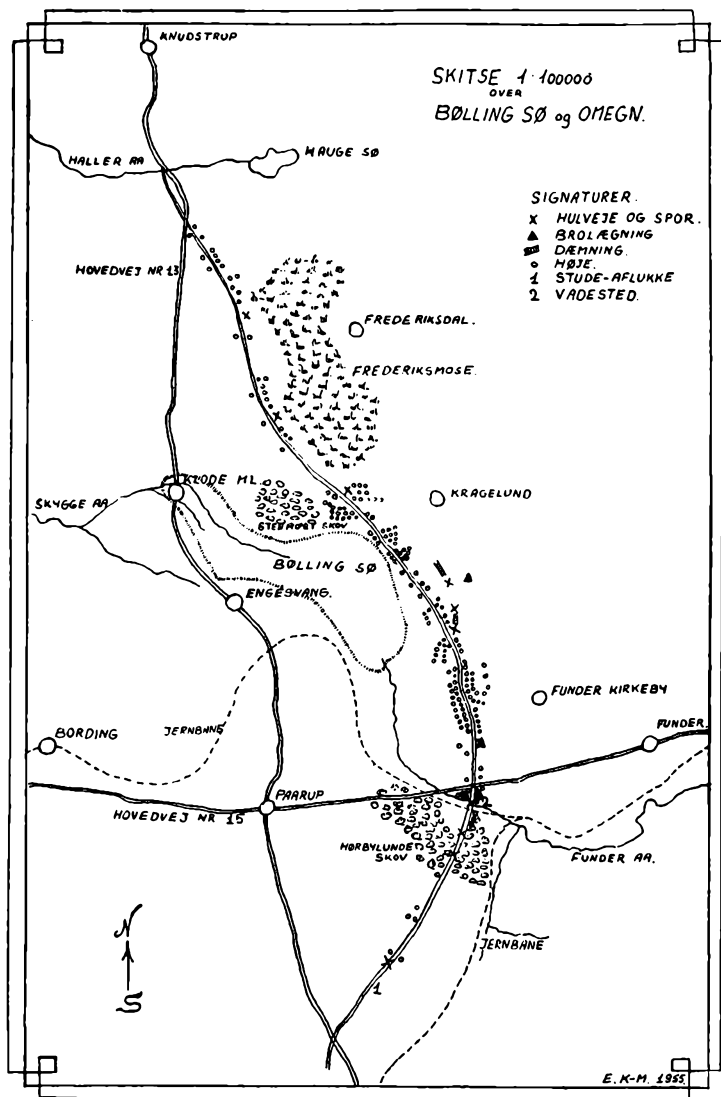 KNUDSTRUP
SKITSE 1·100000
OVER
BØLLING SØ og OMEGN.
HALLER AA
HAUGE SØ
SIGNATURER.
x HULVEJE OG SPOR.
▲ BROLÆGNING
DÆMNING.
o HØJE.
1 STUDE-AFLUKKE
2 VADESTED.
HOVEDVEJ NR 13
FREDERIKSDAL.
FREDERIKSMOSE.
KLODE ML.
SKYGGE AA
KRAGELUND
SKOV
BØLLING SØ
ENGESVANG.
FUNDER KIRKEBY
BORDING
JERNBANE
FUNDER.
PAARUP
HOVEDVEJ NR 15
2
HØRBYLUNDE
SKOV
FUNDER AA.
N
S
JERNBANE
1
E. K-M. 1955.